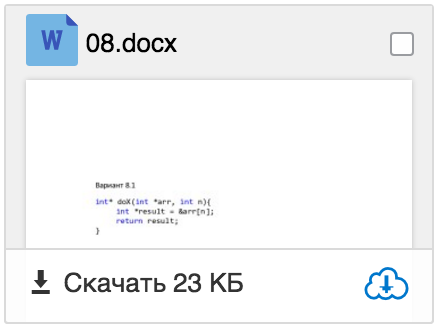 W
08.docx
Вариант 8.1
int* doX(int *arr, int n){
int *result = &arr[n];
return result;
}
Скачать 23 КБ